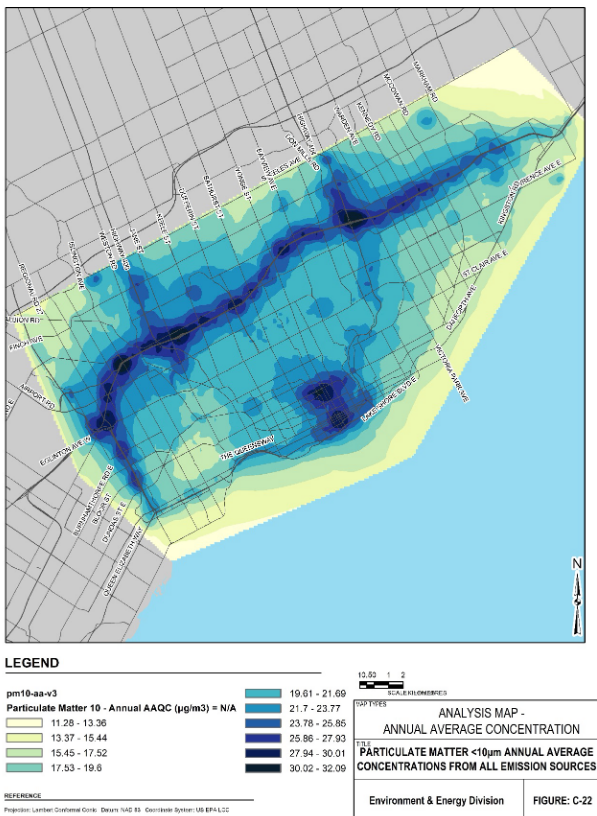 MARKHAM RD
MCCOWAN RD
KENNEDY RD
WARDEN AVE
DON MILLS RD
STEELES AVE E
BAYVIEW AVE
YONGE ST
BATHURST ST
DUFFERIN ST
KEELE ST
JANE ST
WESTON RD
ISLINGTON AVE
ALBION RD
FINCH AVE
AIRPORT RD
EGLINTON AVE W
BURNHAMTHORPE RD E
BLOOR ST
DUNDAS ST E
QUEEN ELIZABETH WAY
THE QUEENSWAY
LAKE SHORE BLVD E
VICTORIA PARK AVE
DANFORTH AVE
ST CLAIR AVE E
KINGSTON RD
LAWRENCE AVE E
N
LEGEND
pm10-aa-v3
Particulate Matter 10 - Annual AAQC (µg/m3) = N/A
11.28 - 13.36
13.37 - 15.44
15.45 - 17.52
17.53 - 19.6
19.61 - 21.69
21.7 - 23.77
23.78 - 25.85
25.86 - 27.93
27.94 - 30.01
30.02 - 32.09
REFERENCE
Projection: Lambert Conformal Conic Datum: NAD 83 Coordinate System: US EPA LCC
1 0.5 0 1 2
SCALE KILOMETRES
MAP TYPES
ANALYSIS MAP -
ANNUAL AVERAGE CONCENTRATION
TITLE
PARTICULATE MATTER <10µm ANNUAL AVERAGE
CONCENTRATIONS FROM ALL EMISSION SOURCES
Environment & Energy Division
FIGURE: C-22